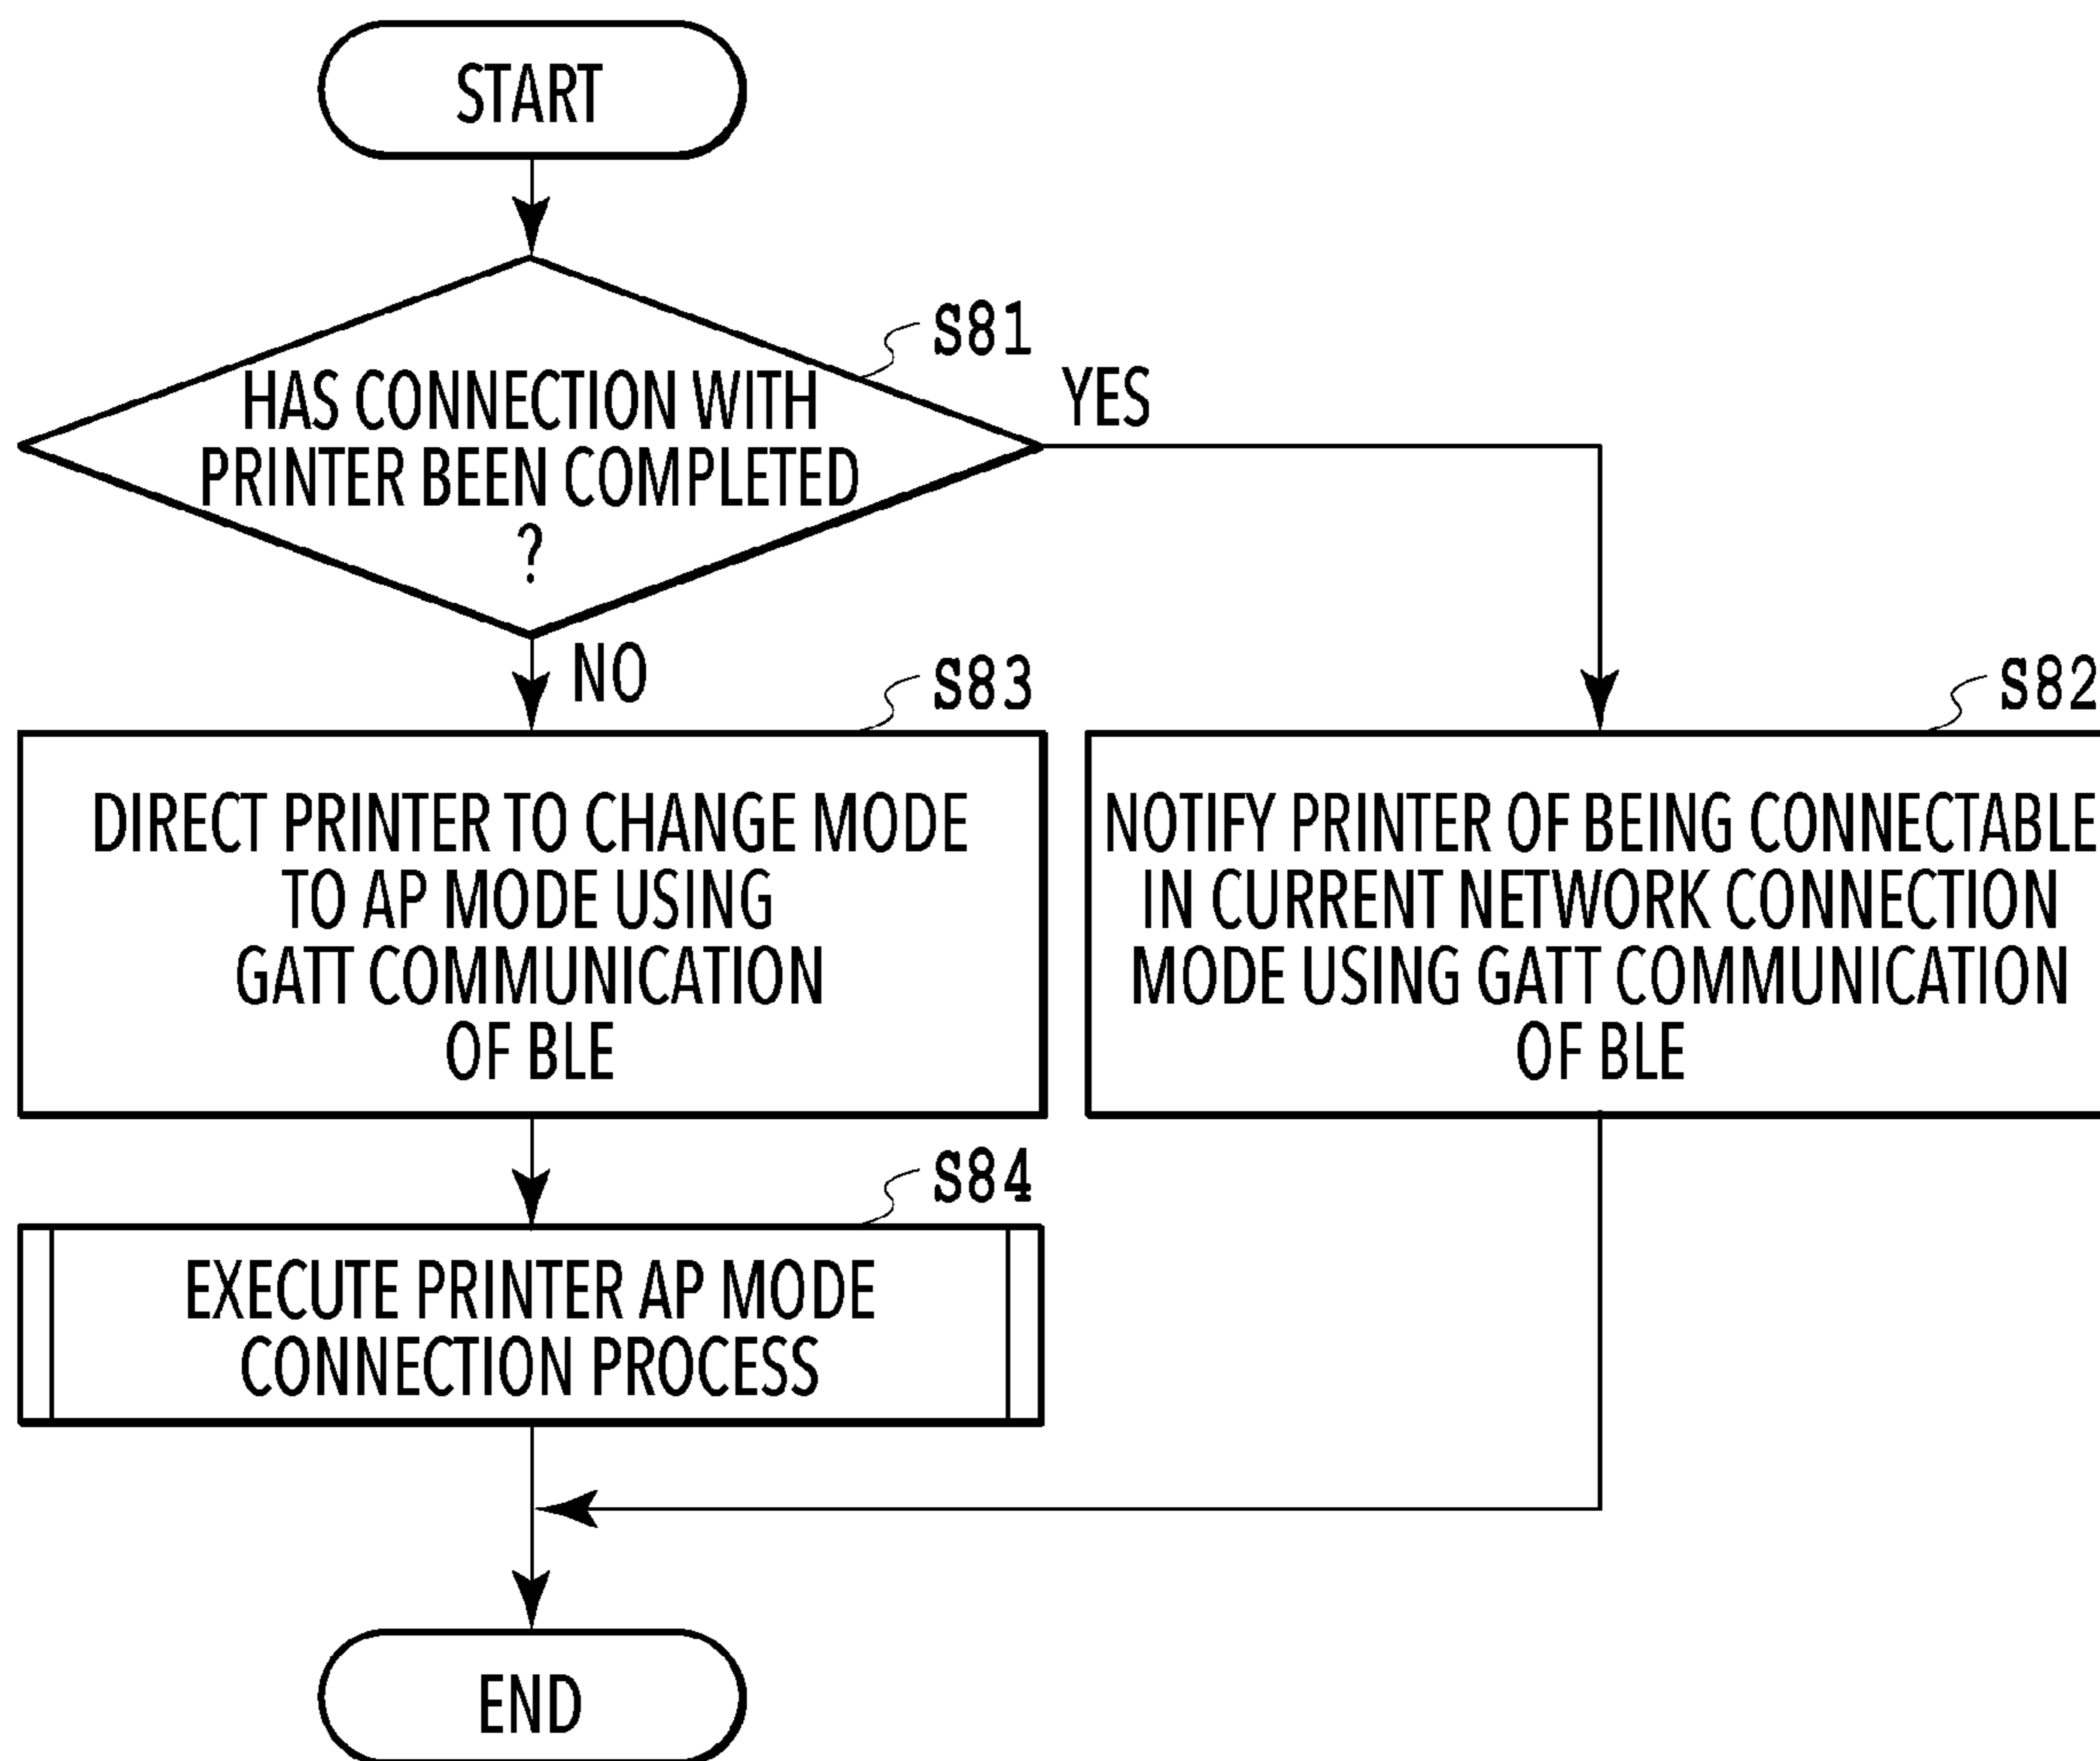 START
S81
HAS CONNECTION WITH
PRINTER BEEN COMPLETED
?
YES
NO
S83
DIRECT PRINTER TO CHANGE MODE
TO AP MODE USING
GATT COMMUNICATION
OF BLE
S82
NOTIFY PRINTER OF BEING CONNECTABLE
IN CURRENT NETWORK CONNECTION
MODE USING GATT COMMUNICATION
OF BLE
S84
EXECUTE PRINTER AP MODE
CONNECTION PROCESS
END